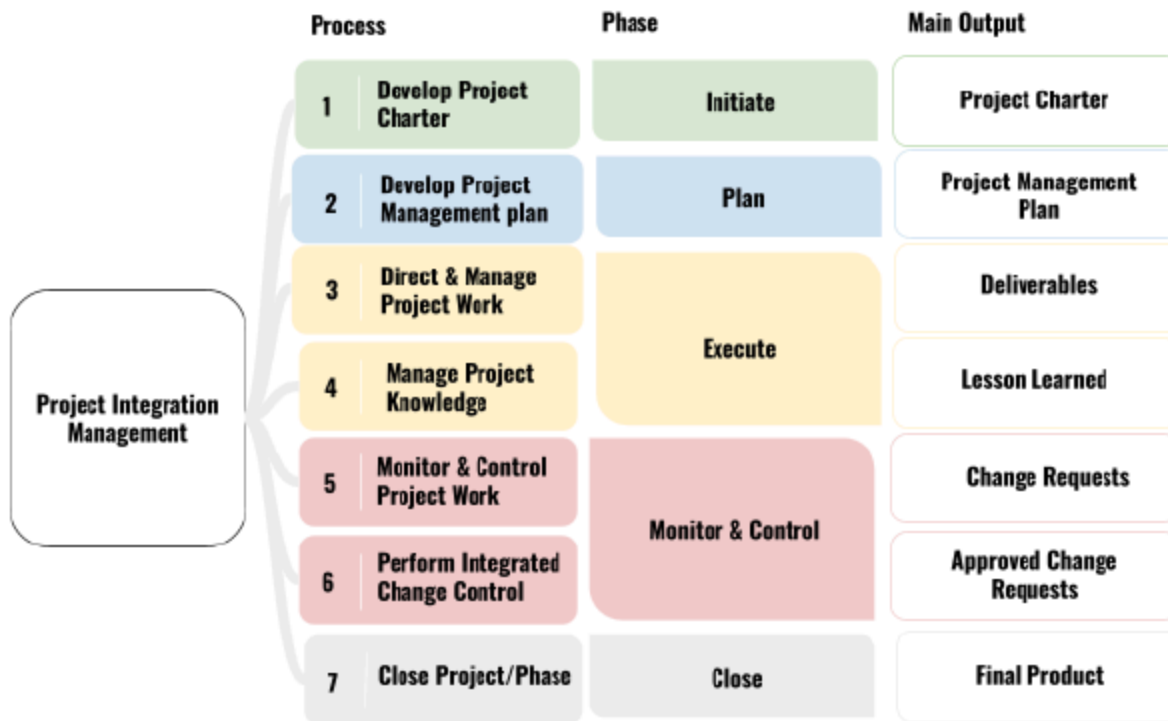 Process
Phase
Main Output
1
Develop Project
Charter
Initiate
Project Charter
2
Develop Project
Management plan
Plan
Project Management
Plan
3
Direct & Manage
Project Work
Execute
Deliverables
4
Manage Project
Knowledge
Lesson Learned
Project Integration
Management
5
Monitor & Control
Project Work
Monitor & Control
Change Requests
6
Perform Integrated
Change Control
Approved Change
Requests
7
Close Project/Phase
Close
Final Product